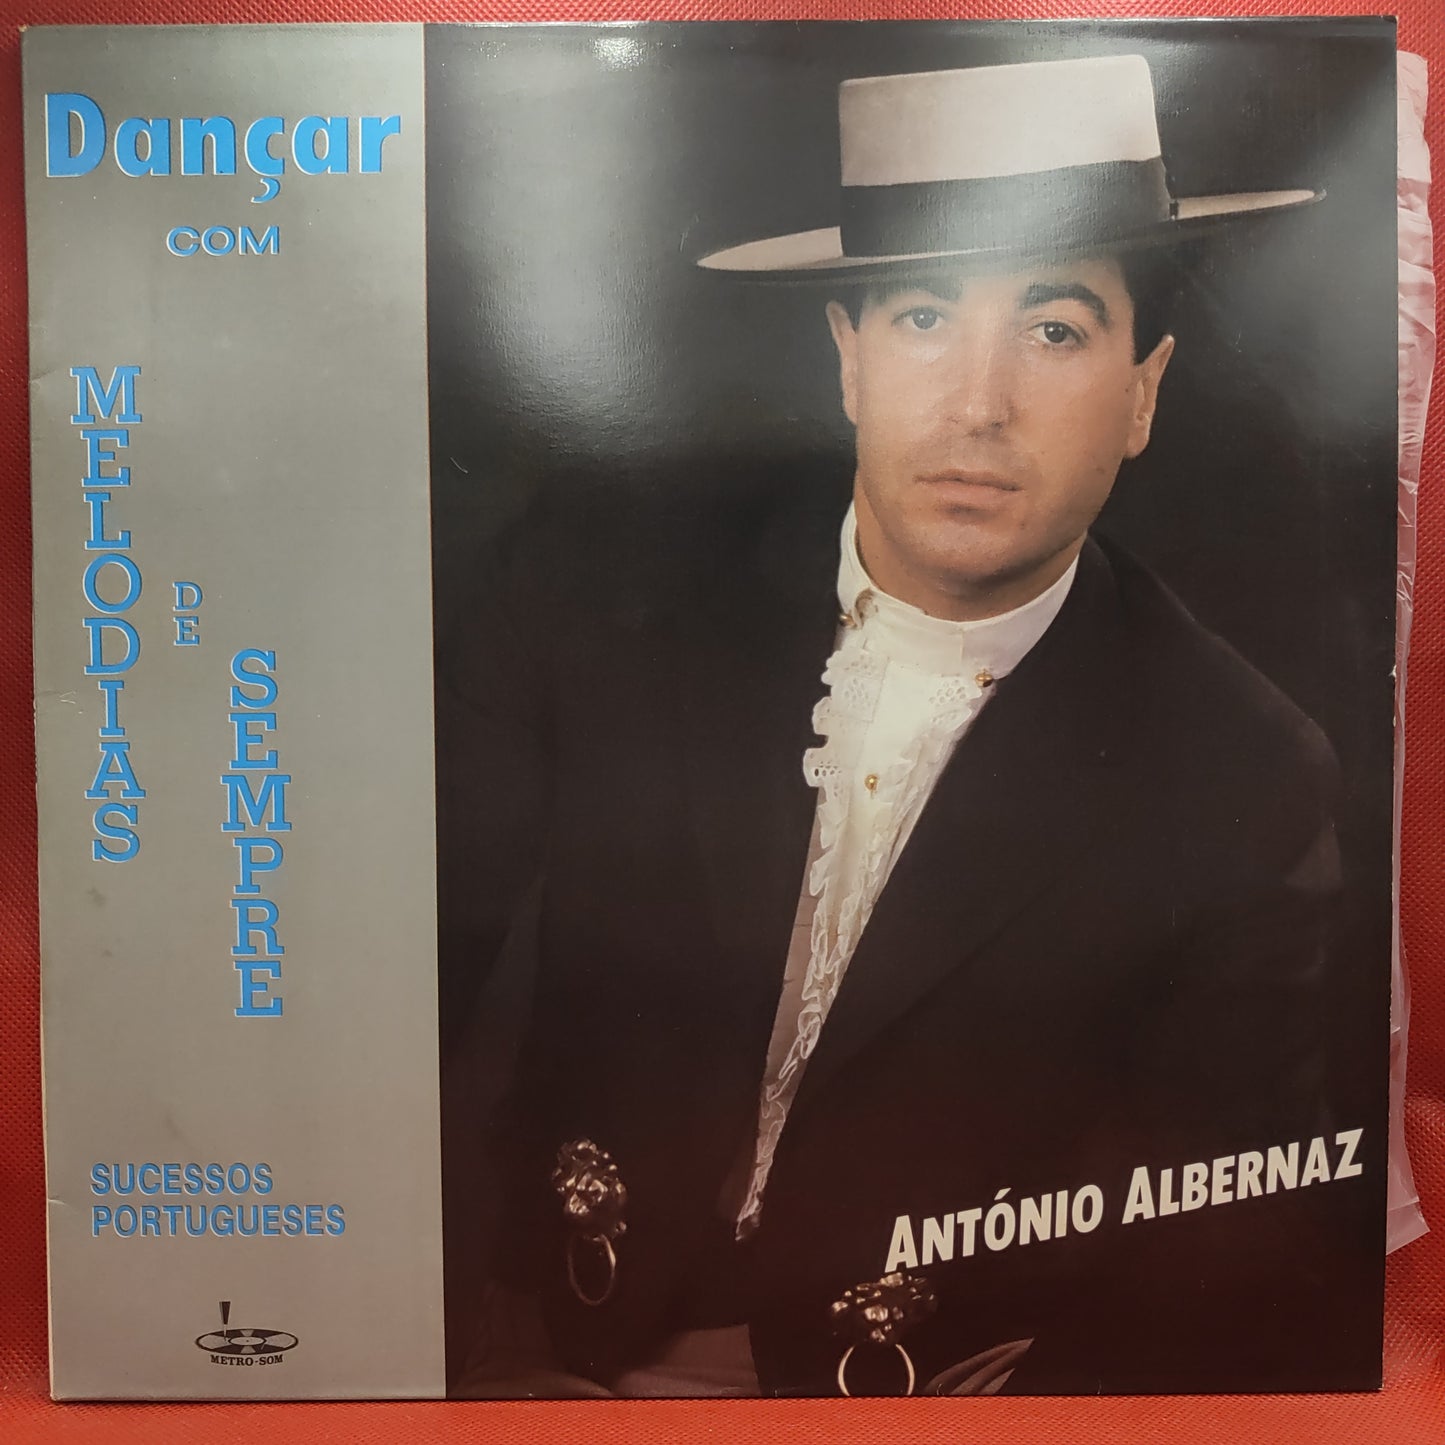 Dançar
COM
MELODIAS
DE
SEMPRE
SUCESSOS
PORTUGUESES
METRO-SOM
ANTÓNIO ALBERNAZ